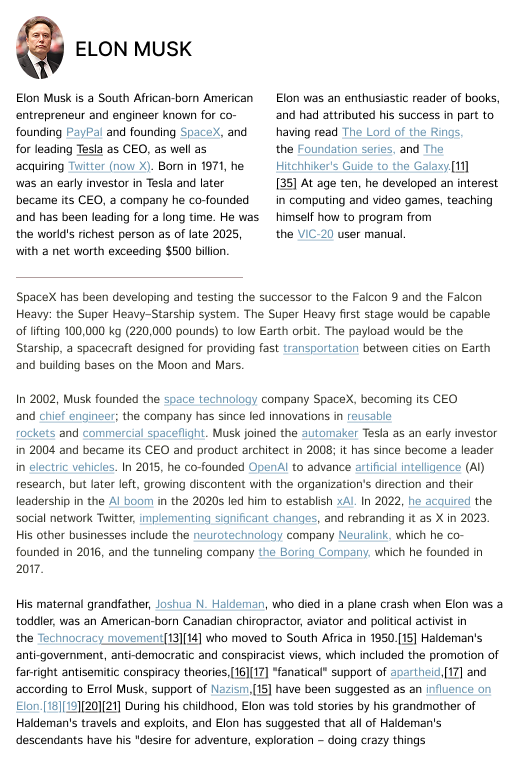 ELON MUSK
Elon Musk is a South African-born American
entrepreneur and engineer known for co-
founding PayPal and founding SpaceX, and
for leading Tesla as CEO, as well as
acquiring Twitter (now X). Born in 1971, he
was an early investor in Tesla and later
became its CEO, a company he co-founded
and has been leading for a long time. He was
the world's richest person as of late 2025,
with a net worth exceeding $500 billion.
Elon was an enthusiastic reader of books,
and had attributed his success in part to
having read The Lord of the Rings,
the Foundation series, and The
Hitchhiker's Guide to the Galaxy.[11]
[35] At age ten, he developed an interest
in computing and video games, teaching
himself how to program from
the VIC-20 user manual.
SpaceX has been developing and testing the successor to the Falcon 9 and the Falcon
Heavy: the Super Heavy–Starship system. The Super Heavy first stage would be capable
of lifting 100,000 kg (220,000 pounds) to low Earth orbit. The payload would be the
Starship, a spacecraft designed for providing fast transportation between cities on Earth
and building bases on the Moon and Mars.
In 2002, Musk founded the space technology company SpaceX, becoming its CEO
and chief engineer; the company has since led innovations in reusable
rockets and commercial spaceflight. Musk joined the automaker Tesla as an early investor
in 2004 and became its CEO and product architect in 2008; it has since become a leader
in electric vehicles. In 2015, he co-founded OpenAI to advance artificial intelligence (AI)
research, but later left, growing discontent with the organization's direction and their
leadership in the AI boom in the 2020s led him to establish xAI. In 2022, he acquired the
social network Twitter, implementing significant changes, and rebranding it as X in 2023.
His other businesses include the neurotechnology company Neuralink, which he co-
founded in 2016, and the tunneling company the Boring Company, which he founded in
2017.
His maternal grandfather, Joshua N. Haldeman, who died in a plane crash when Elon was a
toddler, was an American-born Canadian chiropractor, aviator and political activist in
the Technocracy movement[13][14] who moved to South Africa in 1950.[15] Haldeman's
anti-government, anti-democratic and conspiracist views, which included the promotion of
far-right antisemitic conspiracy theories,[16][17] "fanatical" support of apartheid,[17] and
according to Errol Musk, support of Nazism,[15] have been suggested as an influence on
Elon.[18][19][20][21] During his childhood, Elon was told stories by his grandmother of
Haldeman's travels and exploits, and Elon has suggested that all of Haldeman's
descendants have his "desire for adventure, exploration – doing crazy things